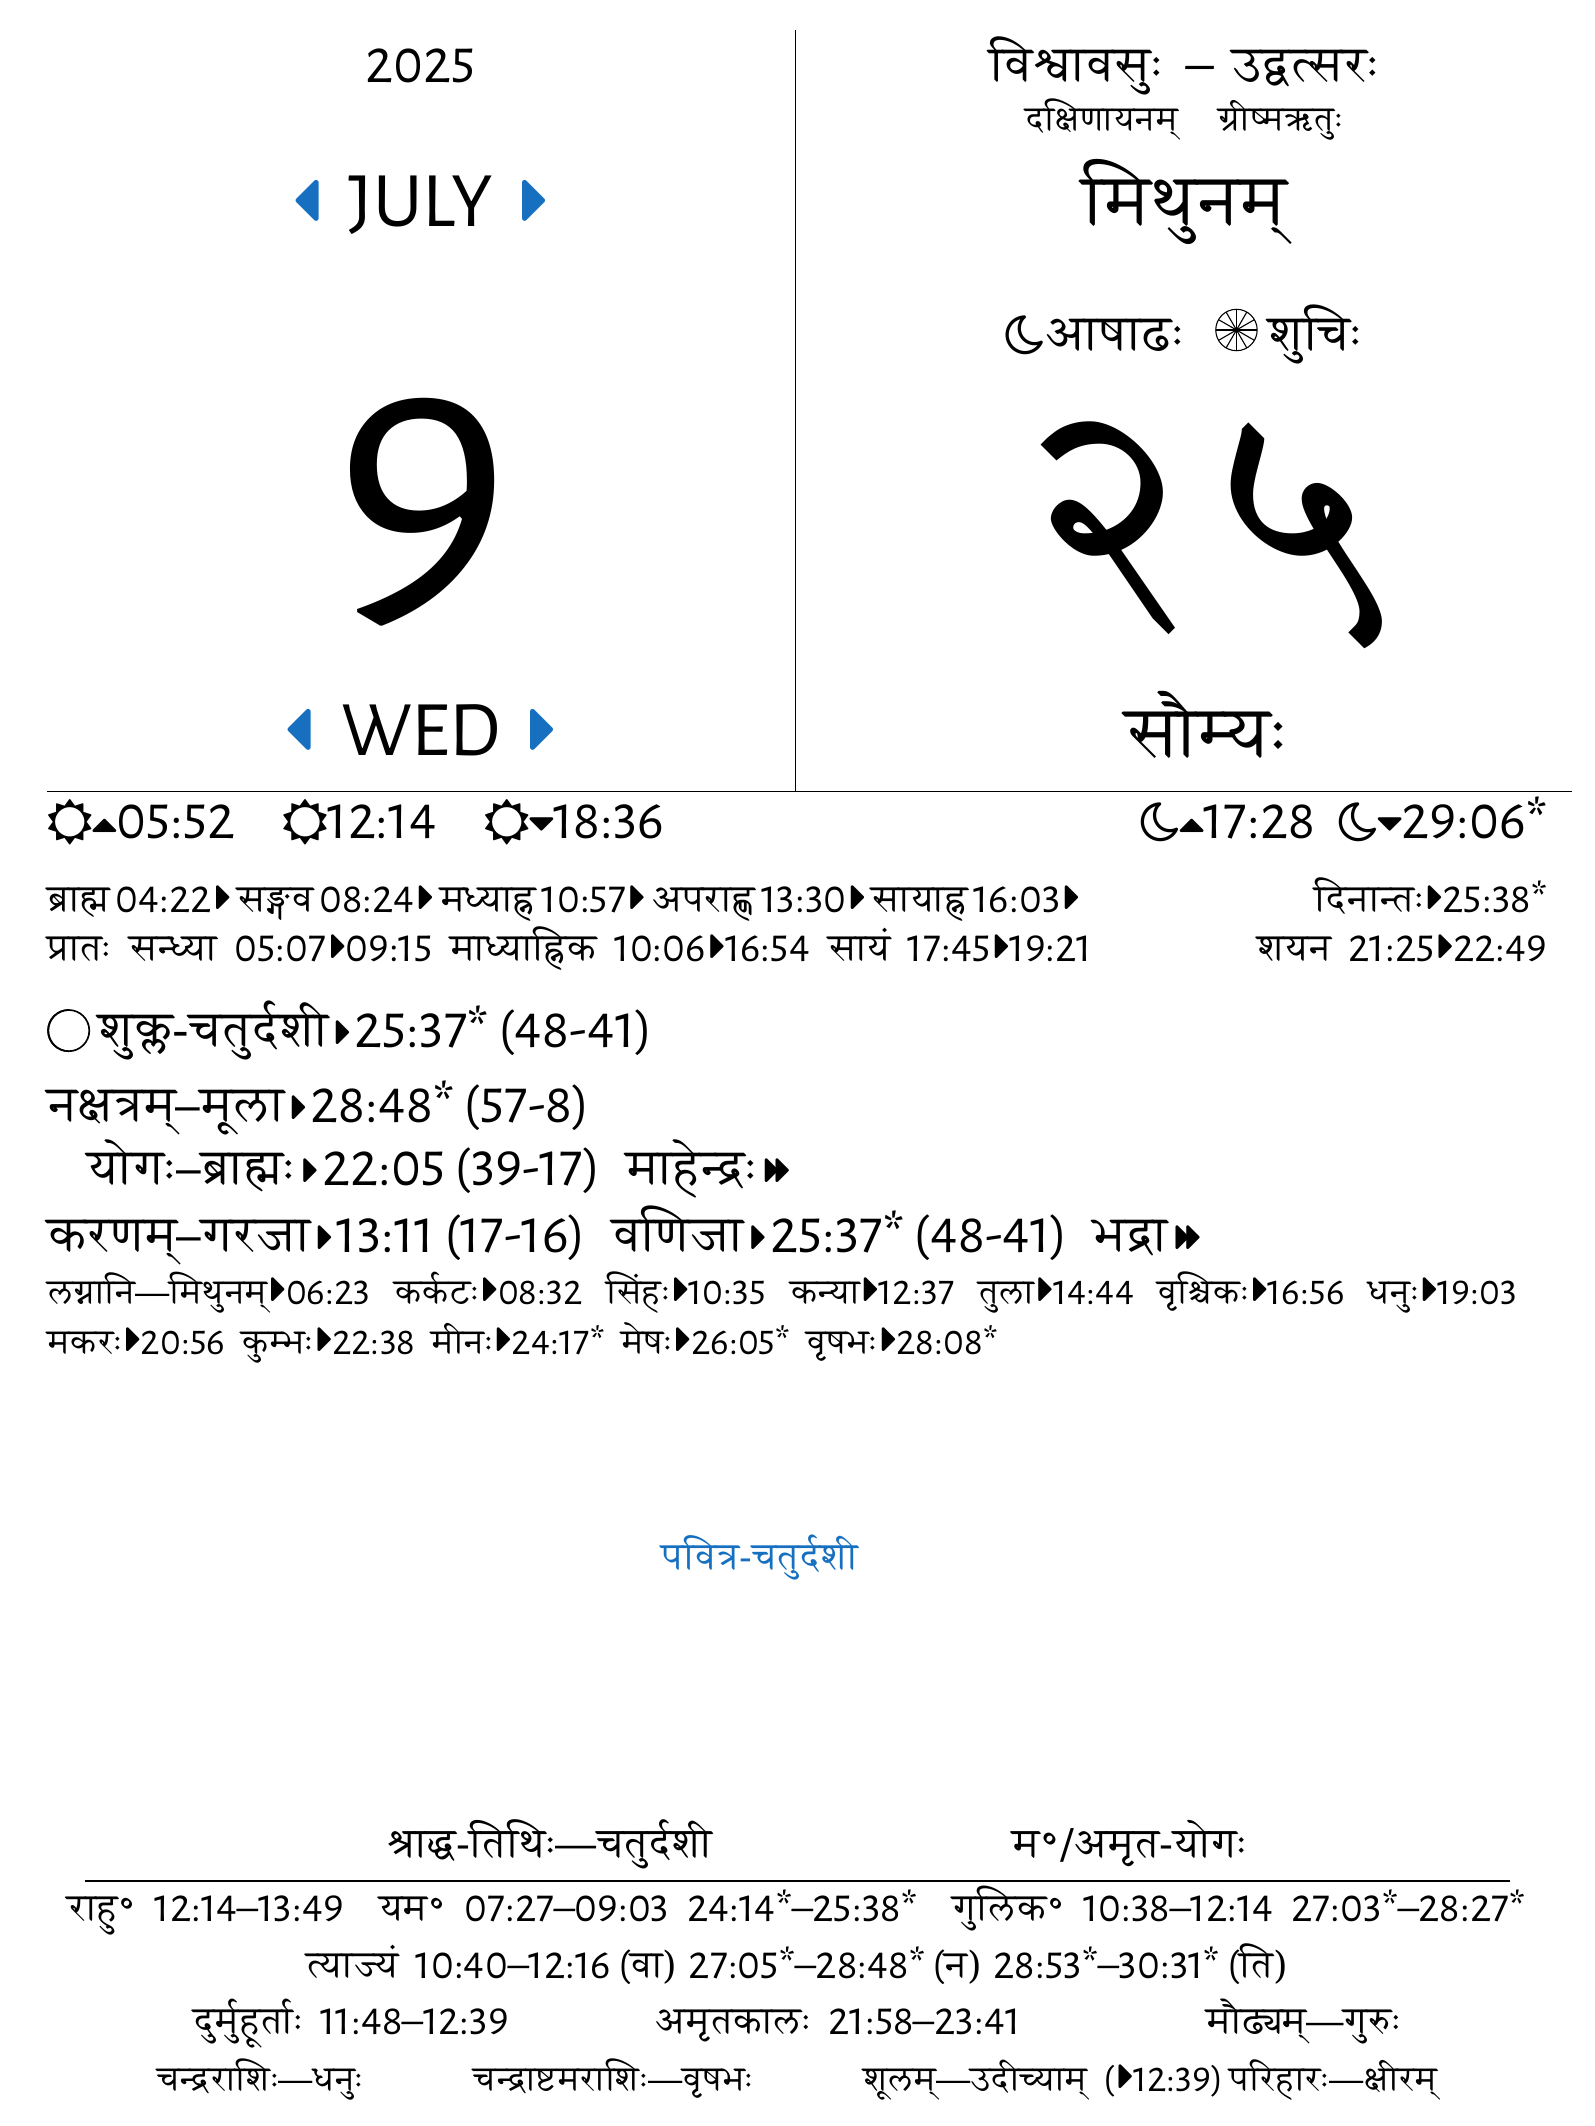 2025
JULY
9
WED
विश्वावसुः – उद्वत्सरः
दक्षिणायनम् ग्रीष्मऋतुः
मिथुनम्
आषाढः शुचिः
२५
सौम्यः
05:52 12:14 18:36 17:28 29:06*
ब्राह्म 04:22 सङ्गव 08:24 मध्याह्न 10:57 अपराह्ण 13:30 सायाह्न 16:03 दिनान्तः 25:38*
प्रातः सन्ध्या 05:07 09:15 माध्याह्निक 10:06 16:54 सायं 17:45 19:21 शयन 21:25 22:49
शुक्ल-चतुर्दशी 25:37* (48-41)
नक्षत्रम्–मूला 28:48* (57-8)
योगः–ब्राह्मः 22:05 (39-17) माहेन्द्रः
करणम्–गरजा 13:11 (17-16) वणिजा 25:37* (48-41) भद्रा
लग्नानि—मिथुनम् 06:23 कर्कटः 08:32 सिंहः 10:35 कन्या 12:37 तुला 14:44 वृश्चिकः 16:56 धनुः 19:03
मकरः 20:56 कुम्भः 22:38 मीनः 24:17* मेषः 26:05* वृषभः 28:08*
पवित्र-चतुर्दशी
श्राद्ध-तिथिः—चतुर्दशी म॰/अमृत-योगः
राहु॰ 12:14–13:49 यम॰ 07:27–09:03 24:14*–25:38* गुलिक॰ 10:38–12:14 27:03*–28:27*
त्याज्यं 10:40–12:16 (वा) 27:05*–28:48* (न) 28:53*–30:31* (ति)
दुर्मुहूर्ताः 11:48–12:39 अमृतकालः 21:58–23:41 मौढ्यम्—गुरुः
चन्द्रराशिः—धनुः चन्द्राष्टमराशिः—वृषभः शूलम्—उदीच्याम् (12:39) परिहारः—क्षीरम्